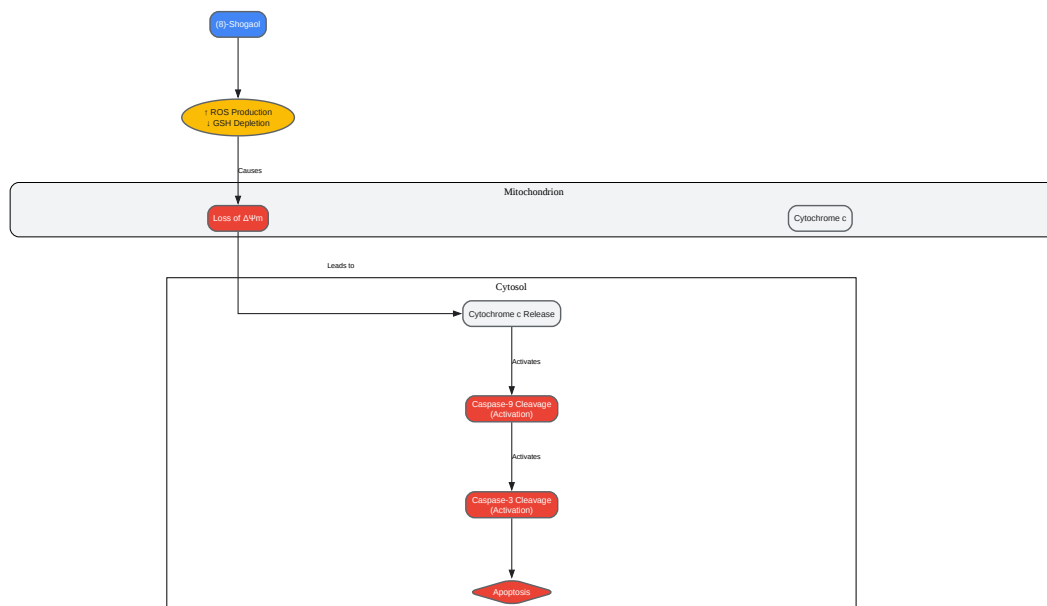 (8)-Shogaol
↑ ROS Production
↓ GSH Depletion
Causes
Mitochondrion
Loss of ΔΨm
Cytochrome c
Leads to
Cytosol
Cytochrome c Release
Activates
Caspase-9 Cleavage
(Activation)
Activates
Caspase-3 Cleavage
(Activation)
Apoptosis